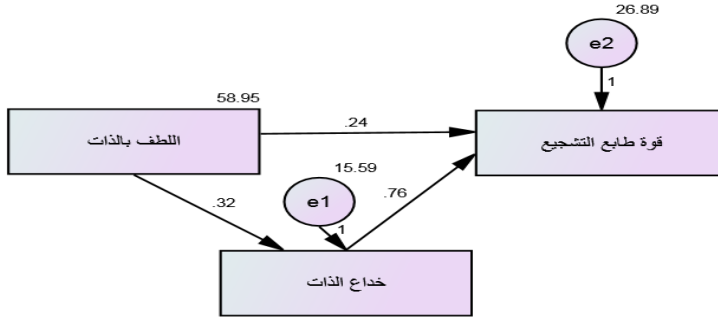 26.89
e2
1
58.95
اللطف بالذات
.24
قوة طابع التشجيع
15.59
e1
1
.32
.76
خداع الذات